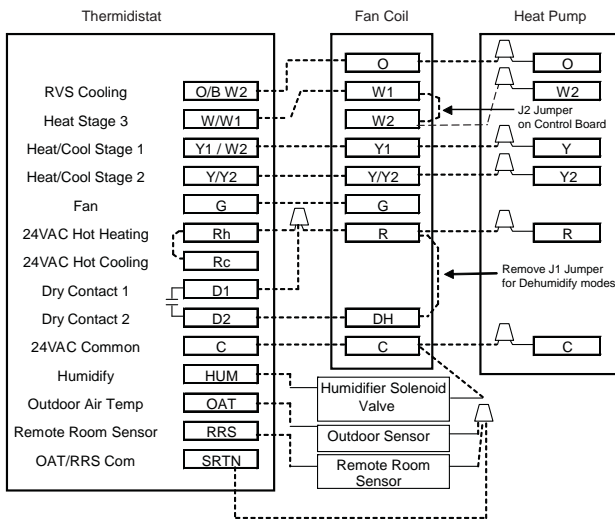 Thermidistat Fan Coil Heat Pump
O O
RVS Cooling O/B W2 W1 W2
J2 Jumper
on Control Board
Heat Stage 3 W/W1 W2
Heat/Cool Stage 1 Y1 / W2 Y1 Y
Heat/Cool Stage 2 Y/Y2 Y/Y2 Y2
Fan G G
24VAC Hot Heating Rh R R
24VAC Hot Cooling Rc
Remove J1 Jumper
for Dehumidify modes
Dry Contact 1 D1
Dry Contact 2 D2 DH
24VAC Common C C C
Humidify HUM
Humidifier Solenoid
Valve
Outdoor Air Temp OAT
Outdoor Sensor
Remote Room Sensor RRS
Remote Room
Sensor
OAT/RRS Com SRTN